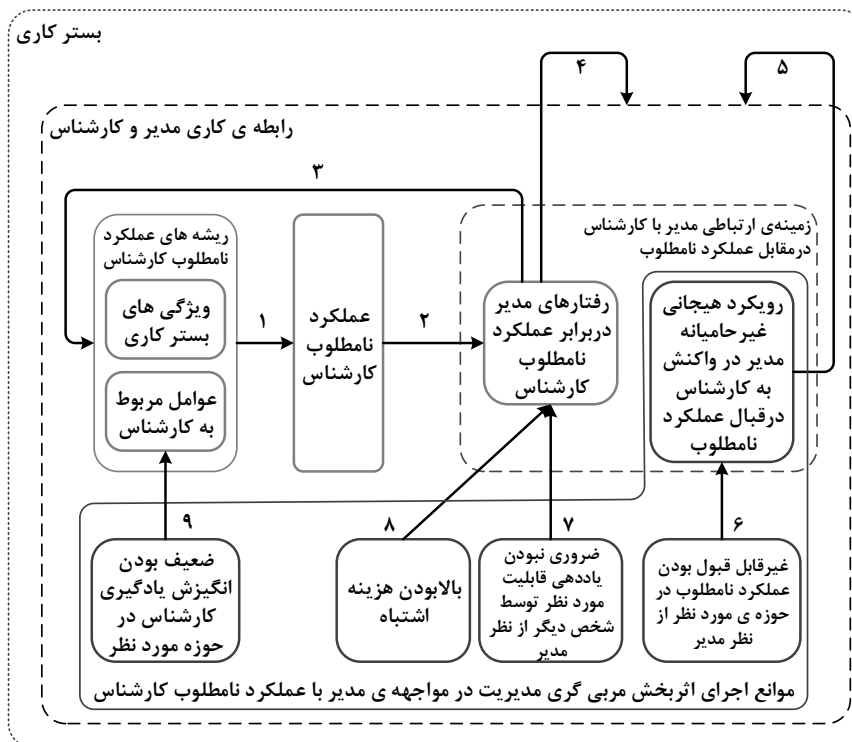 بستر کاری
۴
۵
رابطه ی کاری مدیر و کارشناس
۳
زمینه‌ی ارتباطی مدیر با کارشناس
درمقابل عملکرد نامطلوب
ریشه های عملکرد
نامطلوب کارشناس
ویژگی های
بستر کاری
عوامل مربوط
به کارشناس
۱
عملکرد
نامطلوب
کارشناس
۲
رفتارهای مدیر
دربرابر عملکرد
نامطلوب
کارشناس
رویکرد هیجانی
غیرحامیانه
مدیر در واکنش
به کارشناس
درقبال عملکرد
نامطلوب
۹
۸
۷
۶
ضعیف بودن
انگیزش یادگیری
کارشناس در
حوزه مورد نظر
بالابودن هزینه
اشتباه
ضروری نبودن
یاددهی قابلیت
مورد نظر توسط
شخص دیگر از نظر
مدیر
غیرقابل قبول بودن
عملکرد نامطلوب در
حوزه ی مورد نظر از
نظر مدیر
موانع اجرای اثربخش مربی گری مدیریت در مواجهه ی مدیر با عملکرد نامطلوب کارشناس